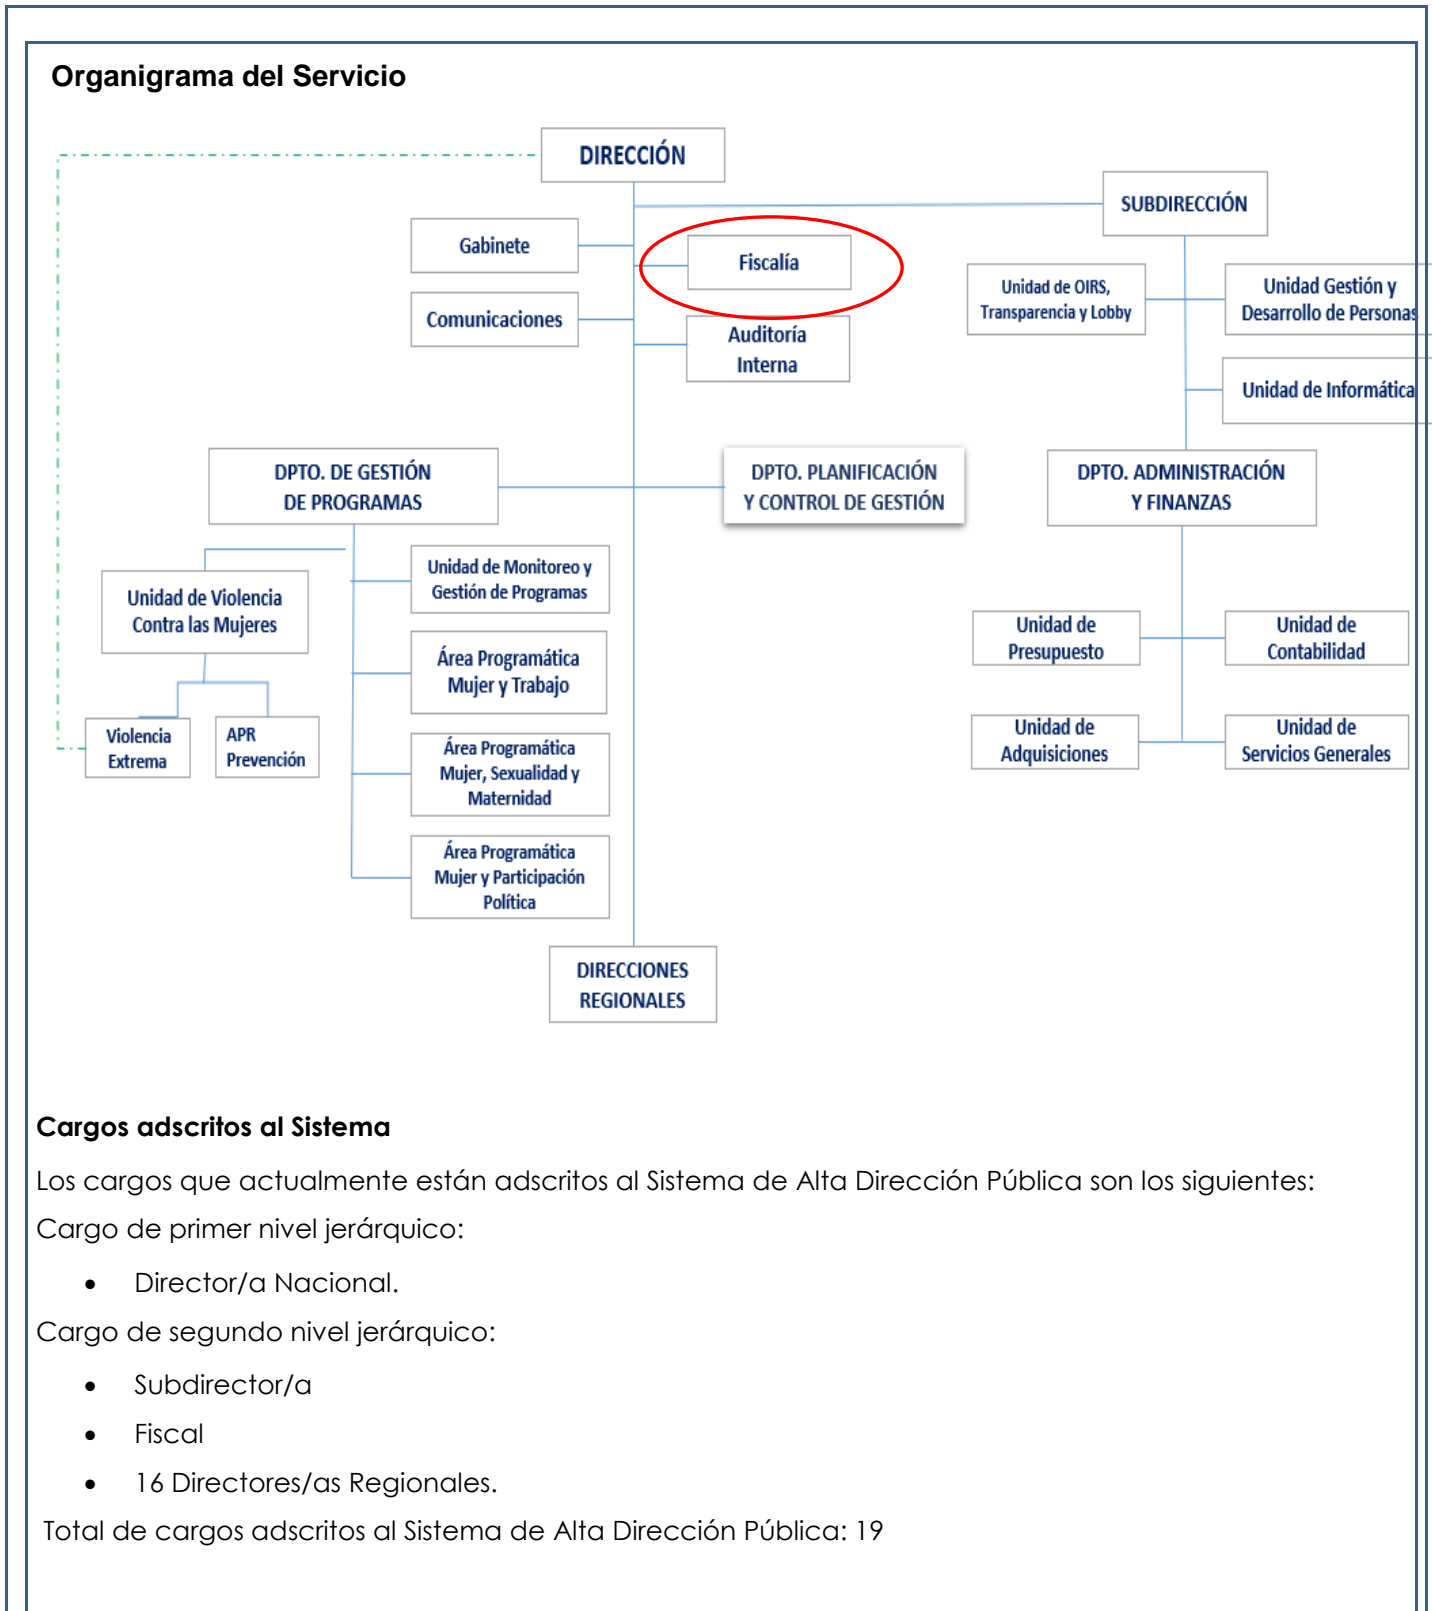 Organigrama del Servicio
DIRECCIÓN
SUBDIRECCIÓN
Gabinete
Fiscalía
Comunicaciones
Auditoría
Interna
Unidad de OIRS,
Transparencia y Lobby
Unidad Gestión y
Desarrollo de Personas
Unidad de Informática
DPTO. DE GESTIÓN
DE PROGRAMAS
DPTO. PLANIFICACIÓN
Y CONTROL DE GESTIÓN
DPTO. ADMINISTRACIÓN
Y FINANZAS
Unidad de Violencia
Contra las Mujeres
Violencia
Extrema
APR
Prevención
Unidad de Monitoreo y
Gestión de Programas
Área Programática
Mujer y Trabajo
Área Programática
Mujer, Sexualidad y
Maternidad
Área Programática
Mujer y Participación
Política
Unidad de
Presupuesto
Unidad de
Contabilidad
Unidad de
Adquisiciones
Unidad de
Servicios Generales
DIRECCIONES
REGIONALES
Cargos adscritos al Sistema
Los cargos que actualmente están adscritos al Sistema de Alta Dirección Pública son los siguientes:
Cargo de primer nivel jerárquico:
• Director/a Nacional.
Cargo de segundo nivel jerárquico:
• Subdirector/a
• Fiscal
• 16 Directores/as Regionales.
Total de cargos adscritos al Sistema de Alta Dirección Pública: 19